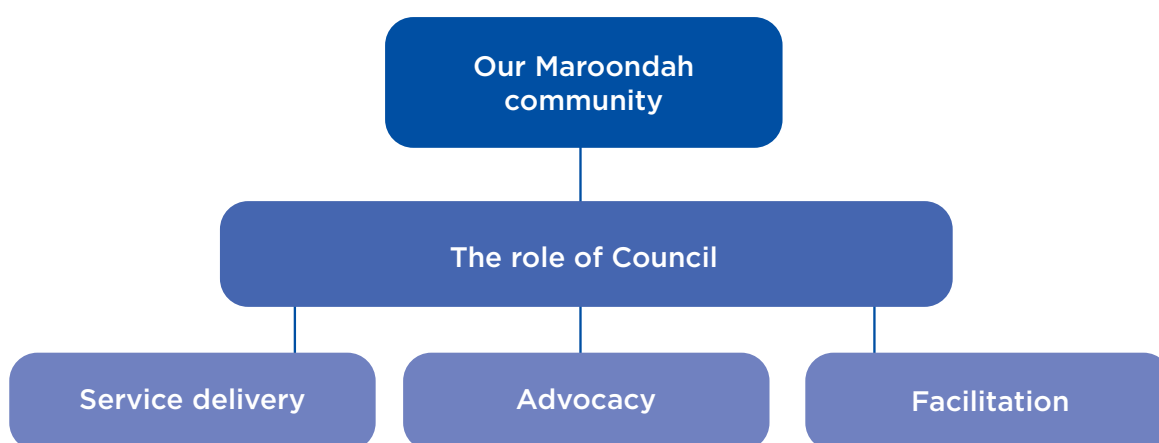 Our Maroondah
community
The role of Council
Service delivery
Advocacy
Facilitation